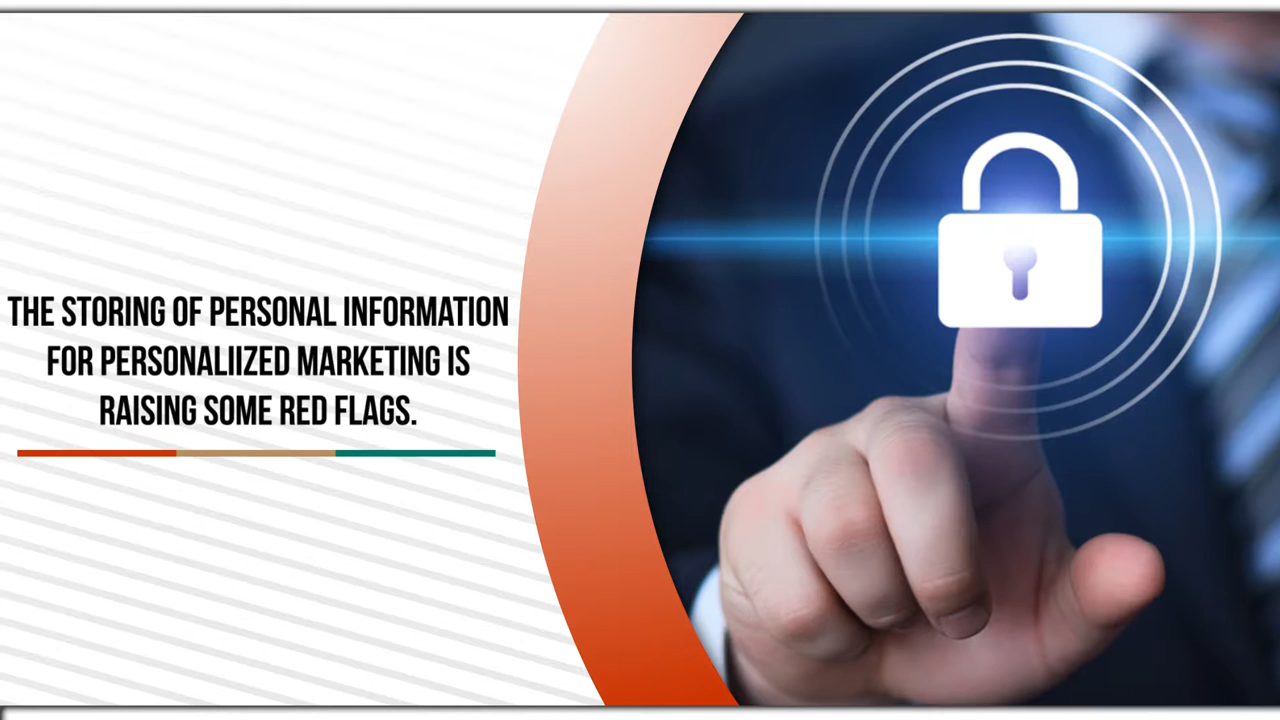 THE STORING OF PERSONAL INFORMATION
FOR PERSONALIIZED MARKETING IS
RAISING SOME RED FLAGS.